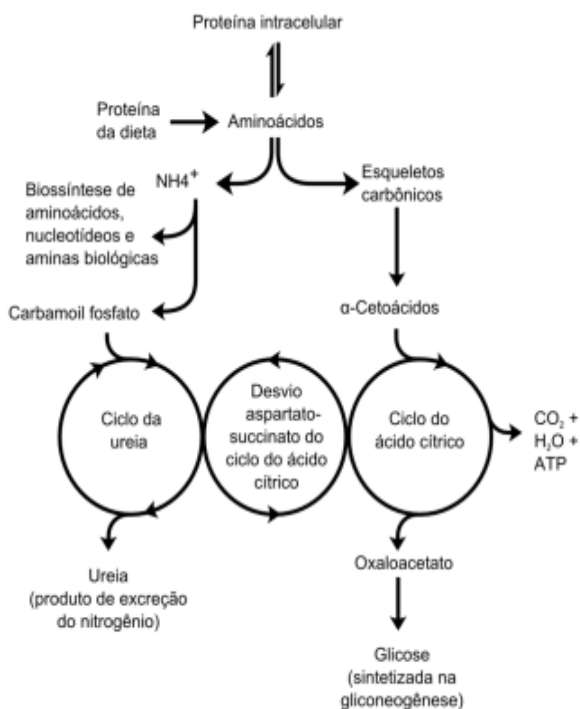 Proteína intracelular
Proteína
da dieta
Aminoácidos
NH4+
Esqueletos
carbônicos
Biossíntese de
aminoácidos,
nucleotídeos e
aminas biológicas
Carbamoil fosfato
α-Cetoácidos
Ciclo da
ureia
Desvio
aspartato-
succinato do
ciclo do ácido
cítrico
Ciclo do
ácido cítrico
CO₂ +
H₂O +
ATP
Ureia
(produto de excreção
do nitrogênio)
Oxaloacetato
Glicose
(sintetizada na
gliconeogênese)